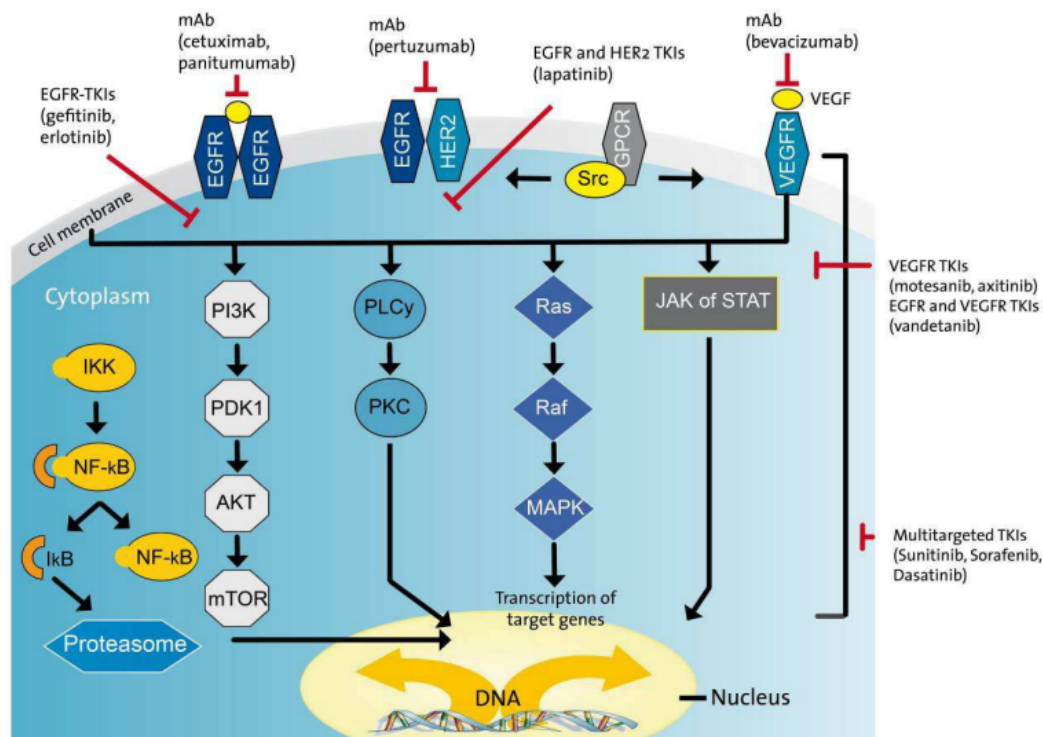 mAb
(cetuximab,
panitumumab)
mAb
(pertuzumab)
EGFR and HER2 TKIs
(lapatinib)
mAb
(bevacizumab)
EGFR-TKIs
(gefitinib,
erlotinib)
VEGF
EGFR
EGFR
EGFR
HER2
GPCR
Src
VEGFR
Cell membrane
Cytoplasm
VEGFR TKIs
(motesanib, axitinib)
EGFR and VEGFR TKIs
(vandetanib)
PI3K
PLCy
Ras
JAK of STAT
IKK
PDK1
PKC
Raf
NF-kB
AKT
MAPK
IkB
NF-kB
Multitargeted TKIs
(Sunitinib, Sorafenib,
Dasatinib)
mTOR
Transcription of
target genes
Proteasome
DNA
Nucleus